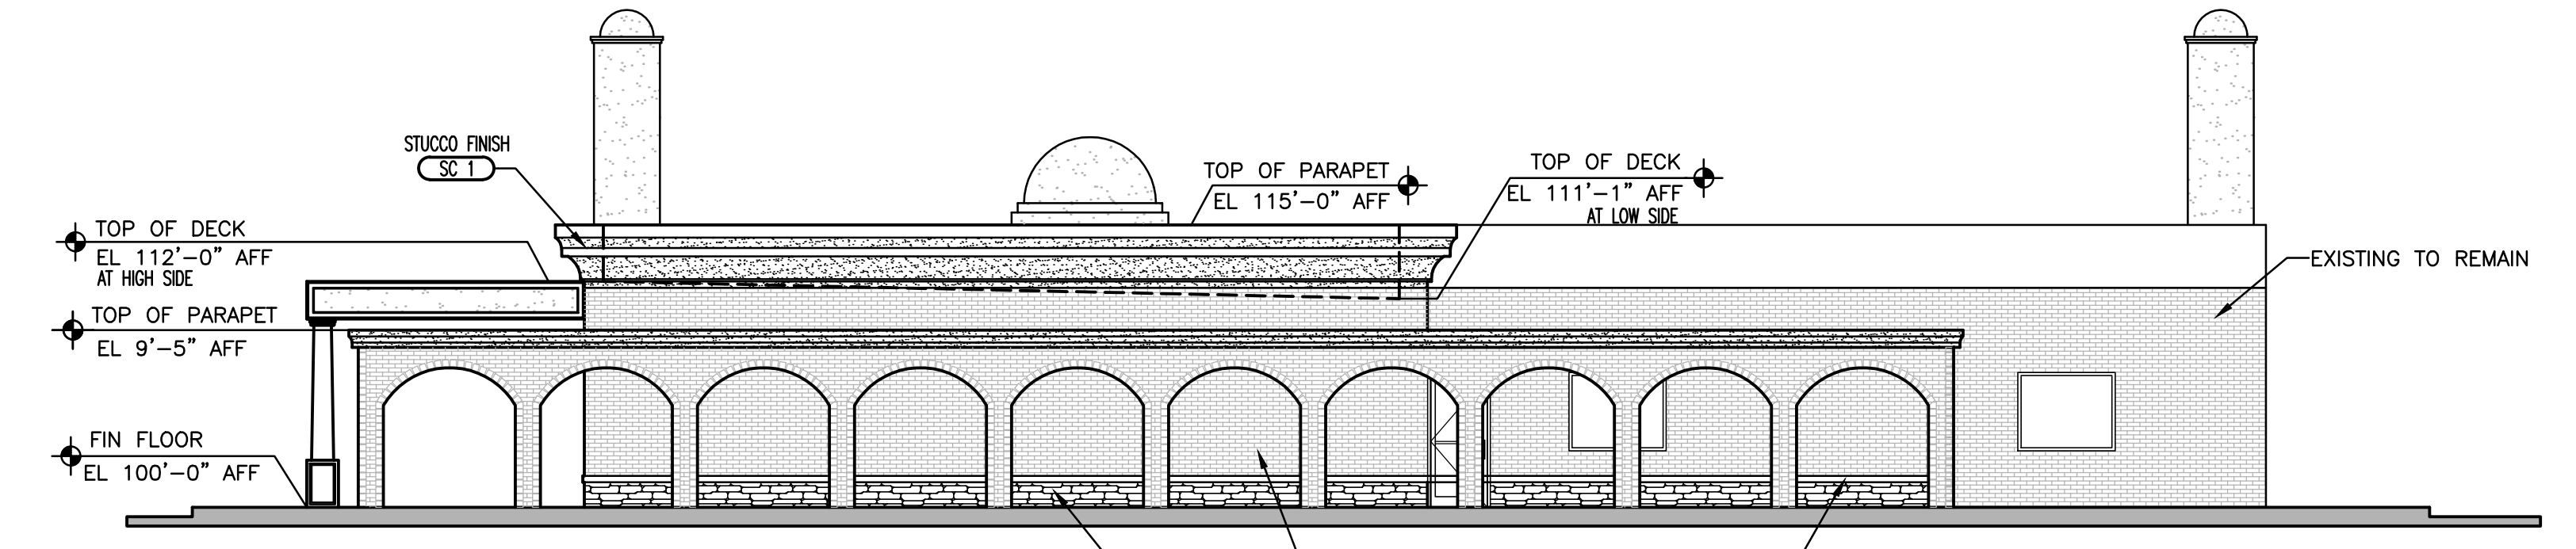 STUCCO FINISH
SC 1
TOP OF PARAPET
EL 115'-0" AFF
TOP OF DECK
EL 111'-1" AFF
AT LOW SIDE
TOP OF DECK
EL 112'-0" AFF
AT HIGH SIDE
EXISTING TO REMAIN
TOP OF PARAPET
EL 9'-5" AFF
FIN FLOOR
EL 100'-0" AFF